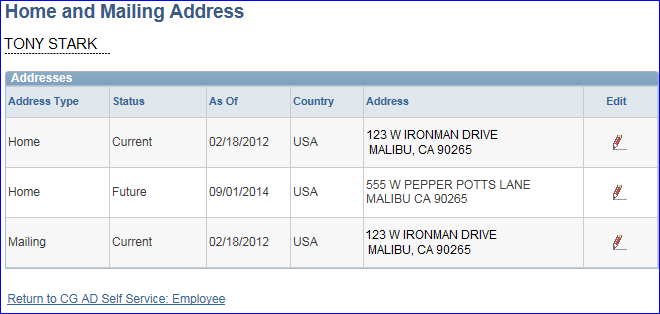 Home and Mailing Address
TONY STARK
Addresses
Address Type Status As Of Country Address Edit
Home Current 02/18/2012 USA 123 W IRONMAN DRIVE
MALIBU, CA 90265
Home Future 09/01/2014 USA 555 W PEPPER POTTS LANE
MALIBU CA 90265
Mailing Current 02/18/2012 USA 123 W IRONMAN DRIVE
MALIBU, CA 90265
Return to CG AD Self Service: Employee